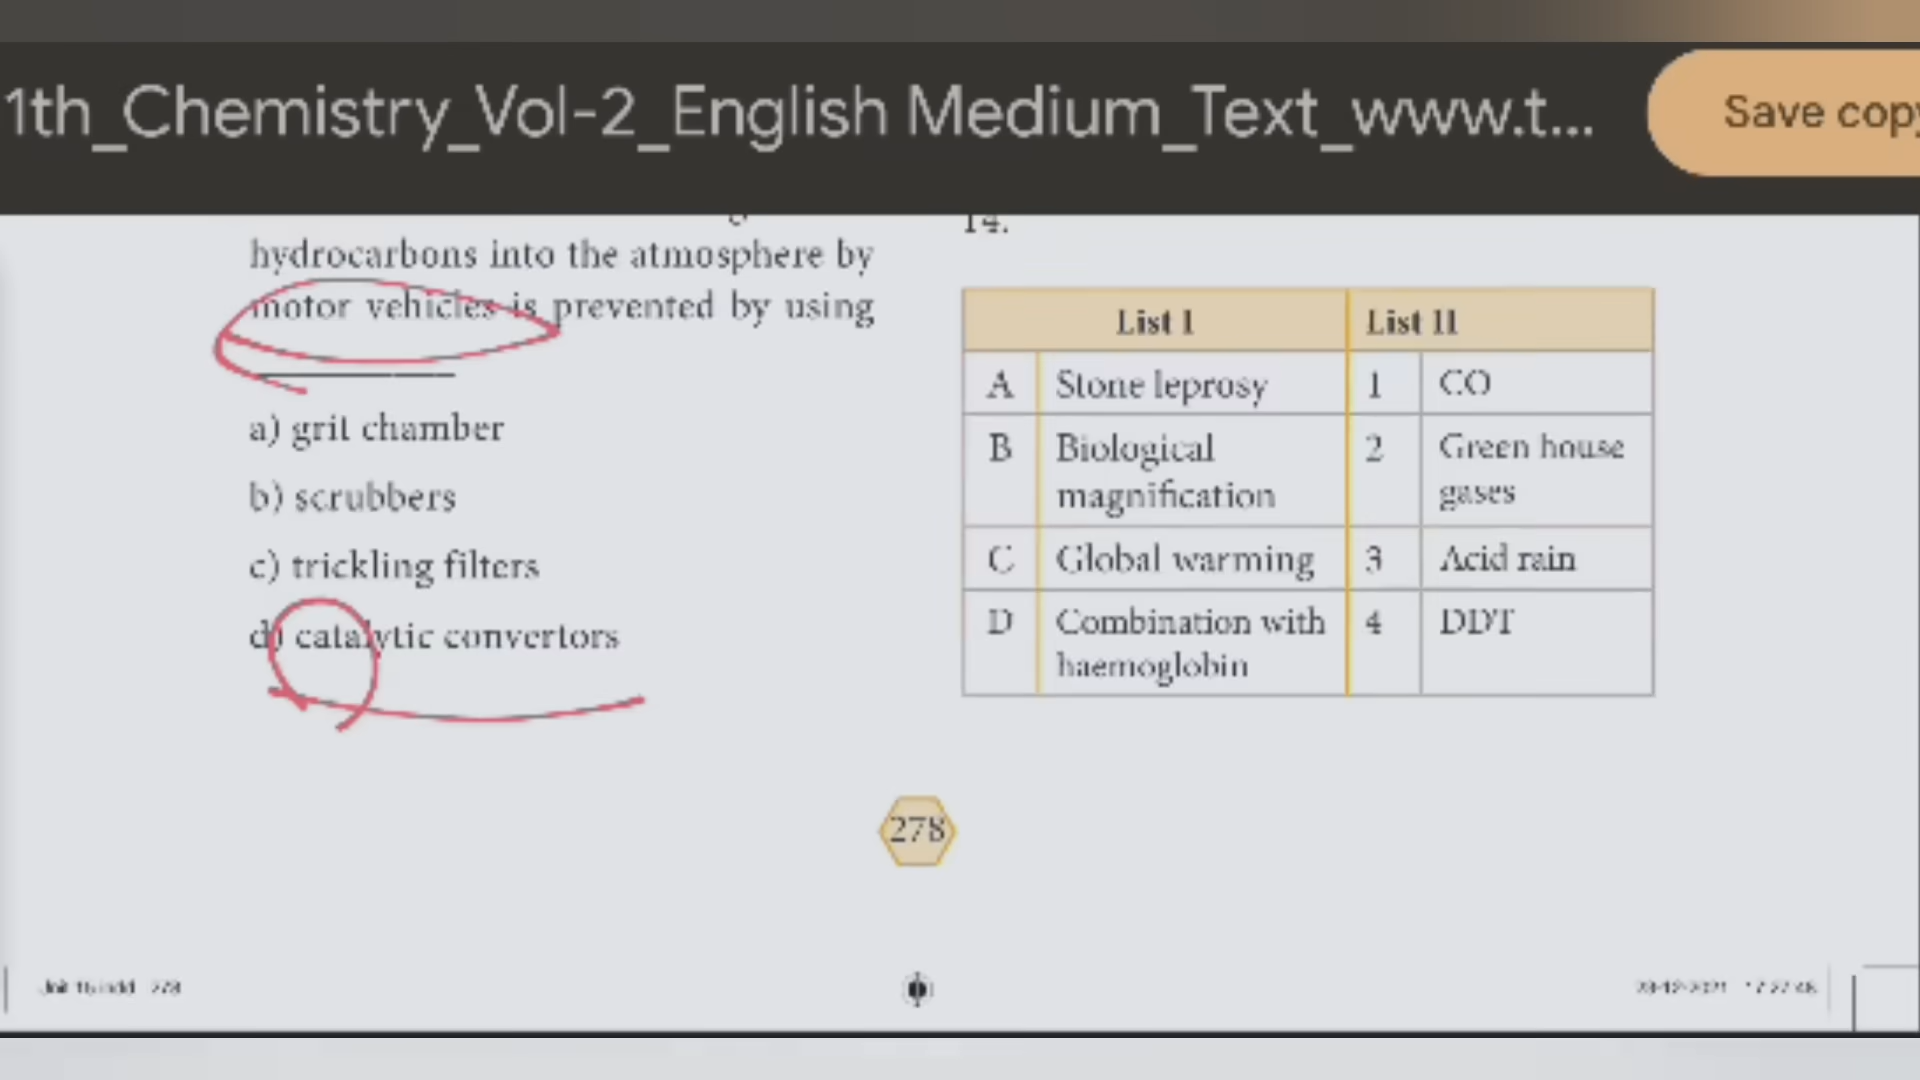 1th_Chemistry_Vol-2_English Medium_Text_www.t...
Save copy
hydrocarbons into the atmosphere by
motor vehicles is prevented by using
a) grit chamber
b) scrubbers
c) trickling filters
d) catalytic convertors
14.
List I List II
A Stone leprosy 1 CO
B Biological magnification 2 Green house gases
C Global warming 3 Acid rain
D Combination with haemoglobin 4 DDT
278